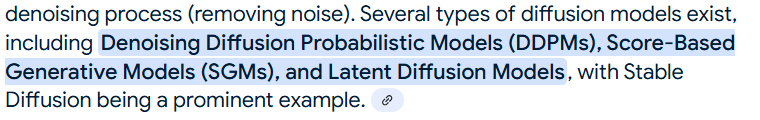 denoising process (removing noise). Several types of diffusion models exist,
including Denoising Diffusion Probabilistic Models (DDPMs), Score-Based
Generative Models (SGMs), and Latent Diffusion Models, with Stable
Diffusion being a prominent example.